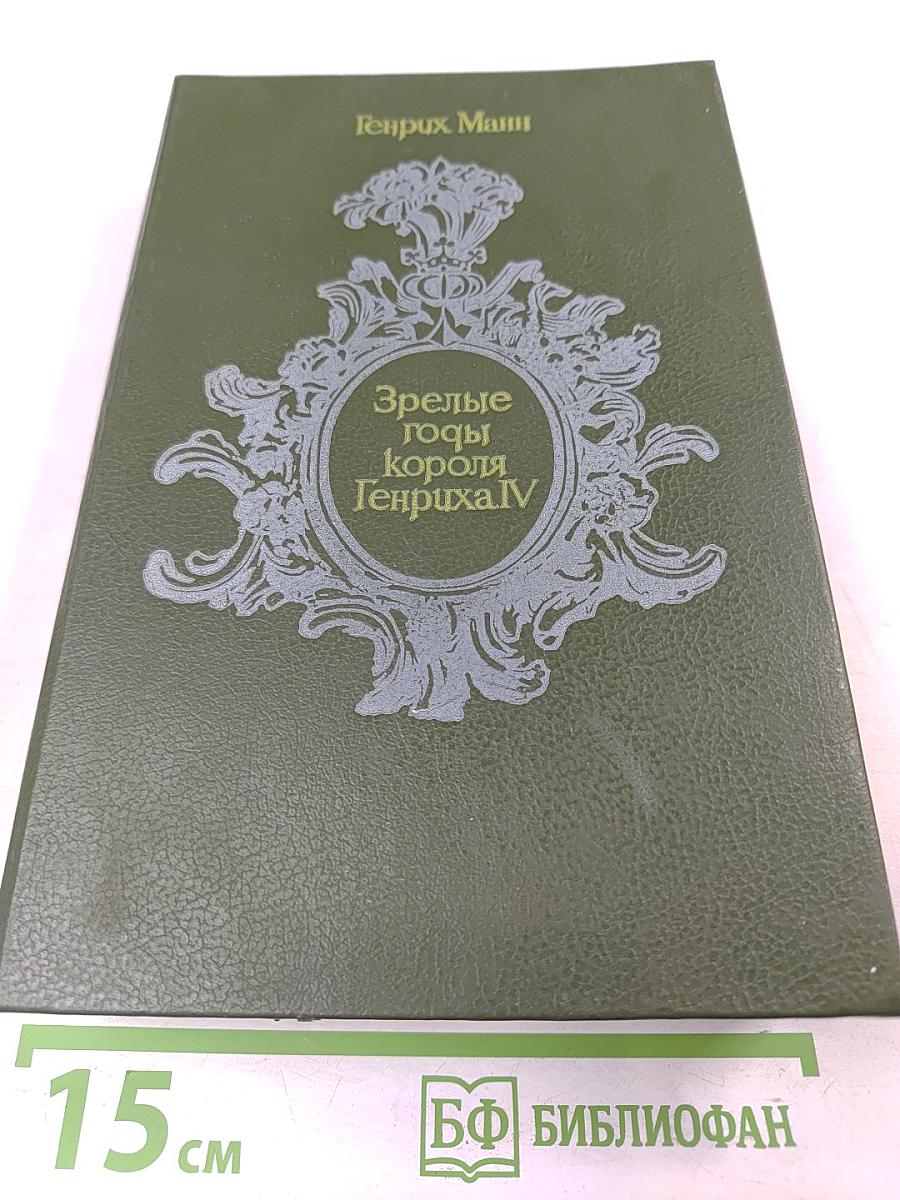 Генрих Манн
Зрелые
годы
короля
Генриха IV
15 см
БФ БИБЛИОФАН